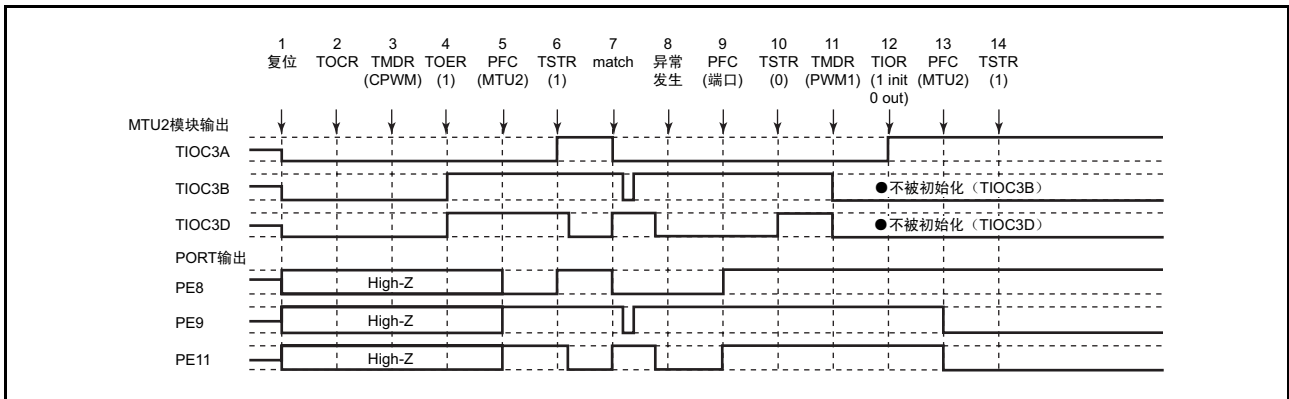 1 2 3 4 5 6 7 8 9 10 11 12 13 14
复位 TOCR TMDR TOER PFC TSTR match 异常 PFC TSTR TMDR TIOR PFC TSTR
(CPWM) (1) (MTU2) (1) 发生 (端口) (0) (PWM1) (1 init (MTU2) (1)
0 out)
MTU2模块输出
TIOC3A
TIOC3B ●不被初始化（TIOC3B）
TIOC3D ●不被初始化（TIOC3D）
PORT输出
PE8 High-Z
PE9 High-Z
PE11 High-Z